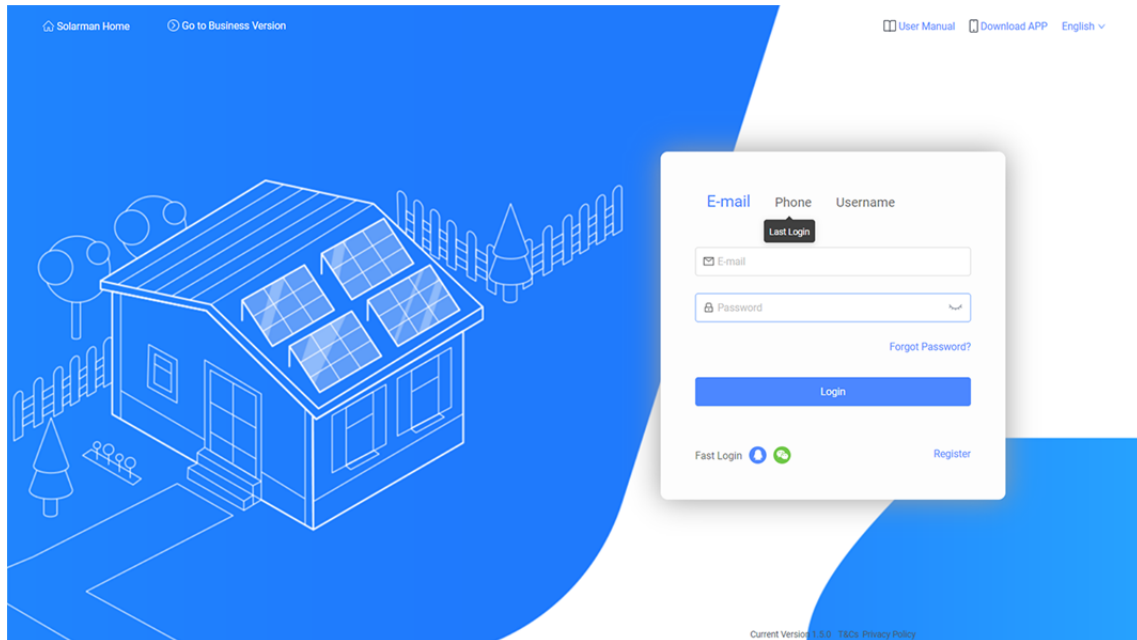 Solarman Home Go to Business Version User Manual Download APP English
E-mail Phone Username
Last Login
E-mail
Password
Forgot Password?
Login
Fast Login Register
Current Version 1.5.0 T&Cs Privacy Policy